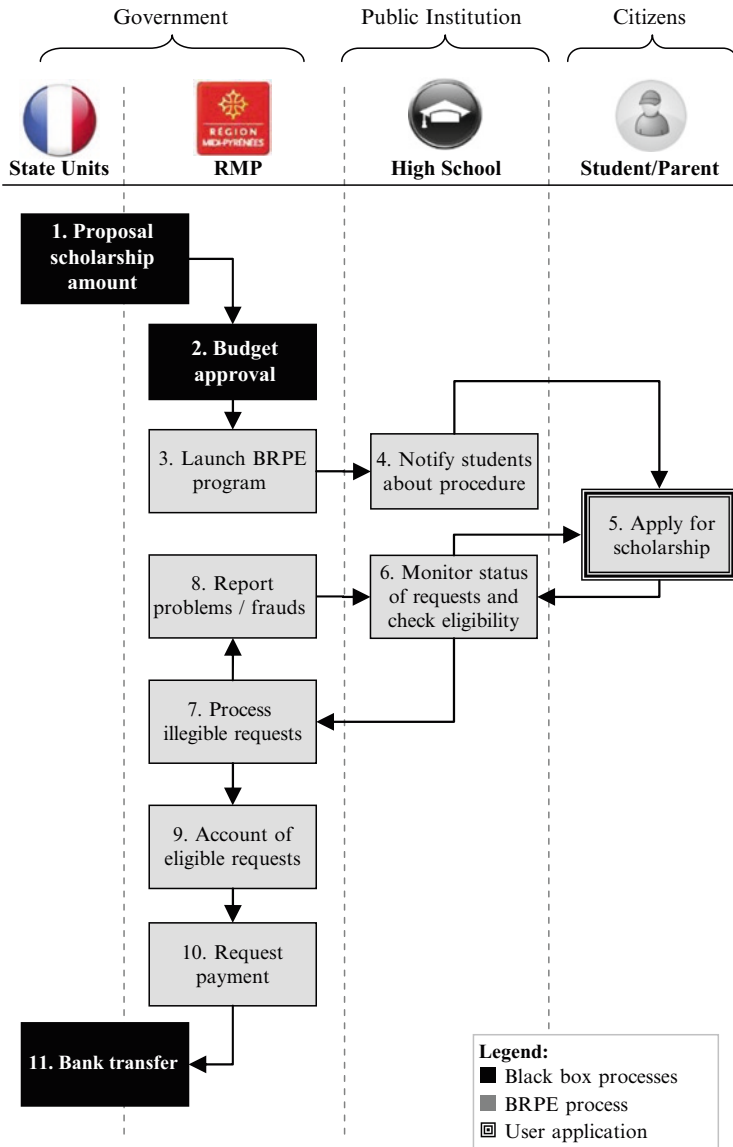 Government
Public Institution
Citizens
RÉGION
MIDI-PYRÉNÉES
State Units
RMP
High School
Student/Parent
1. Proposal
scholarship
amount
2. Budget
approval
3. Launch BRPE
program
4. Notify students
about procedure
5. Apply for
scholarship
8. Report
problems / frauds
6. Monitor status
of requests and
check eligibility
7. Process
illegible requests
9. Account of
eligible requests
10. Request
payment
11. Bank transfer
Legend:
Black box processes
BRPE process
User application